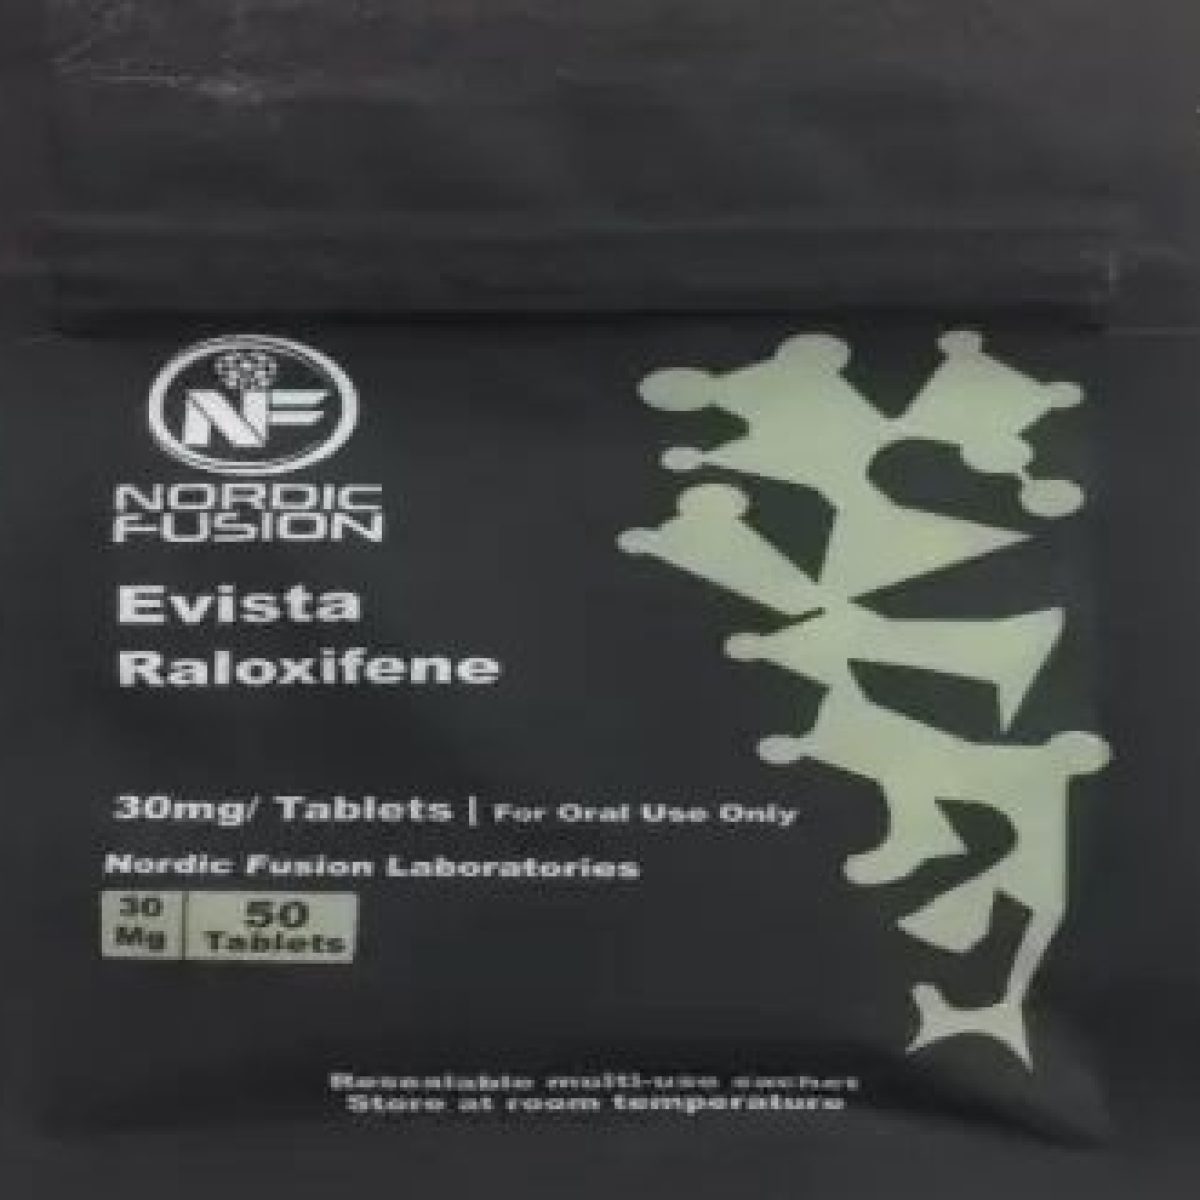 NF
NORDIC
FUSION
Evista
Raloxifene
30mg/ Tablets | For Oral Use Only
Nordic Fusion Laboratories
30
Mg
50
Tablets
Resealable multi-use sachet
Store at room temperature